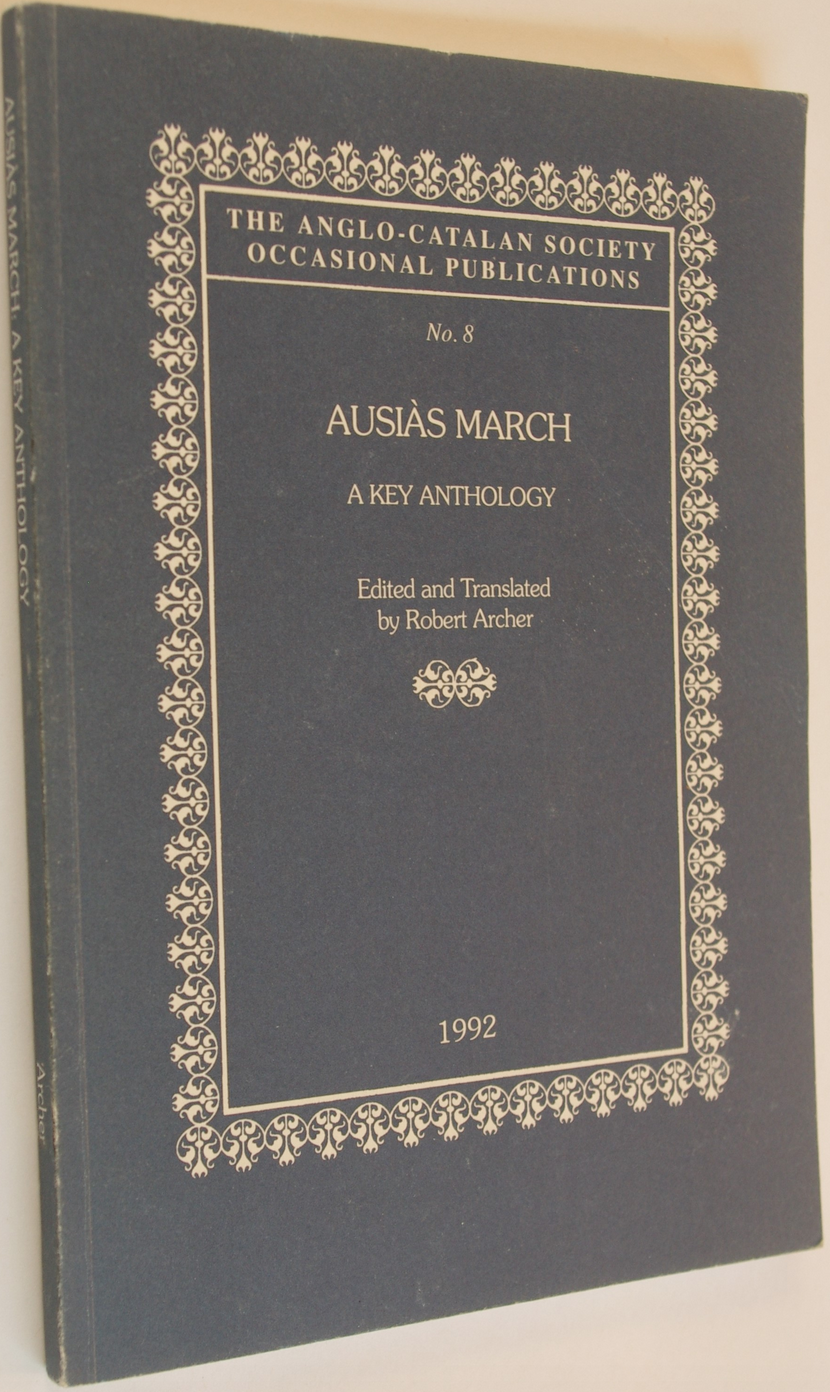 THE ANGLO-CATALAN SOCIETY
OCCASIONAL PUBLICATIONS
No. 8
AUSIÀS MARCH
A KEY ANTHOLOGY
Edited and Translated
by Robert Archer
1992
AUSIÀS MARCH: A KEY ANTHOLOGY
Archer